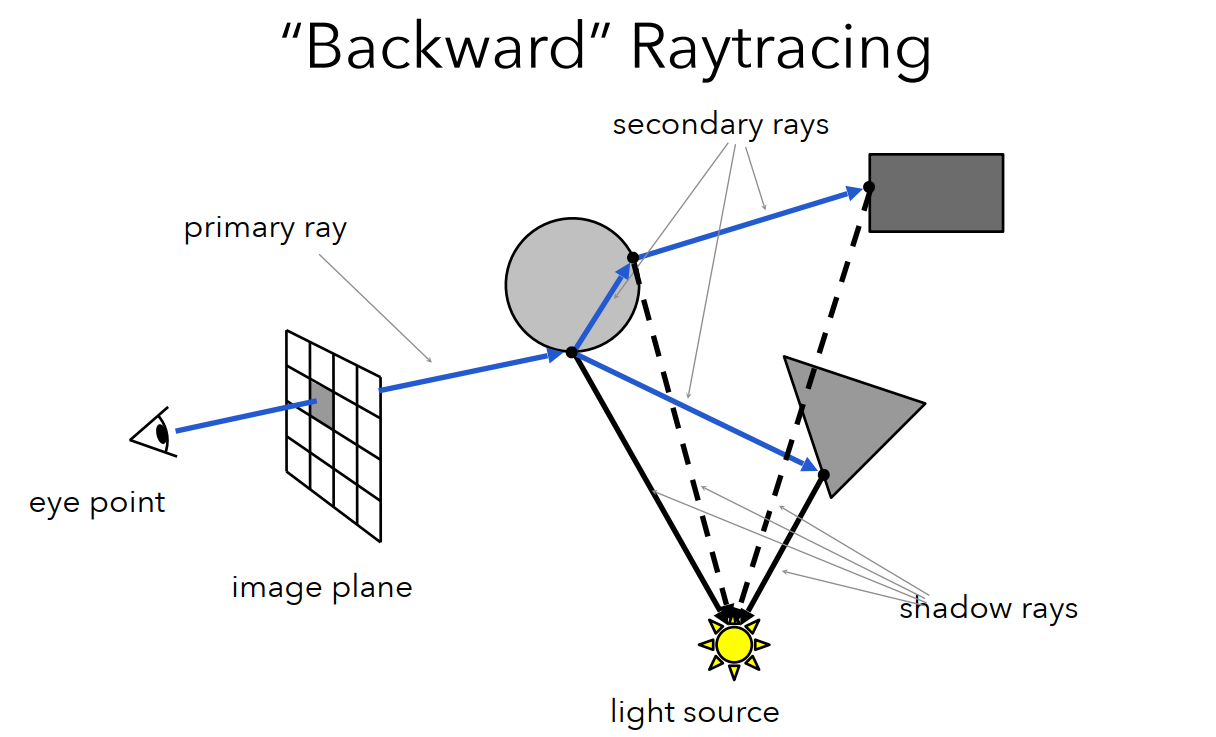 “Backward” Raytracing
secondary rays
primary ray
eye point
image plane
shadow rays
light source